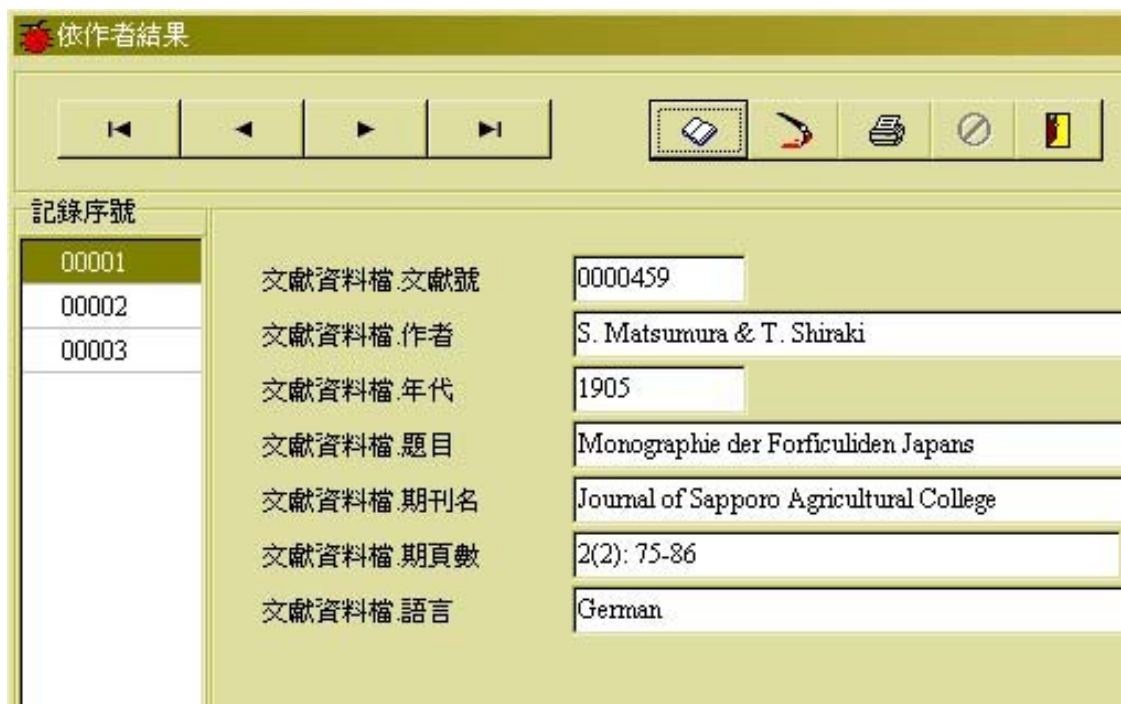 依作者結果
記錄序號
00001
00002
00003
文獻資料檔.文獻號 0000459
文獻資料檔.作者 S. Matsumura & T. Shiraki
文獻資料檔.年代 1905
文獻資料檔.題目 Monographie der Forficuliden Japans
文獻資料檔.期刊名 Journal of Sapporo Agricultural College
文獻資料檔.期頁數 2(2): 75-86
文獻資料檔.語言 German